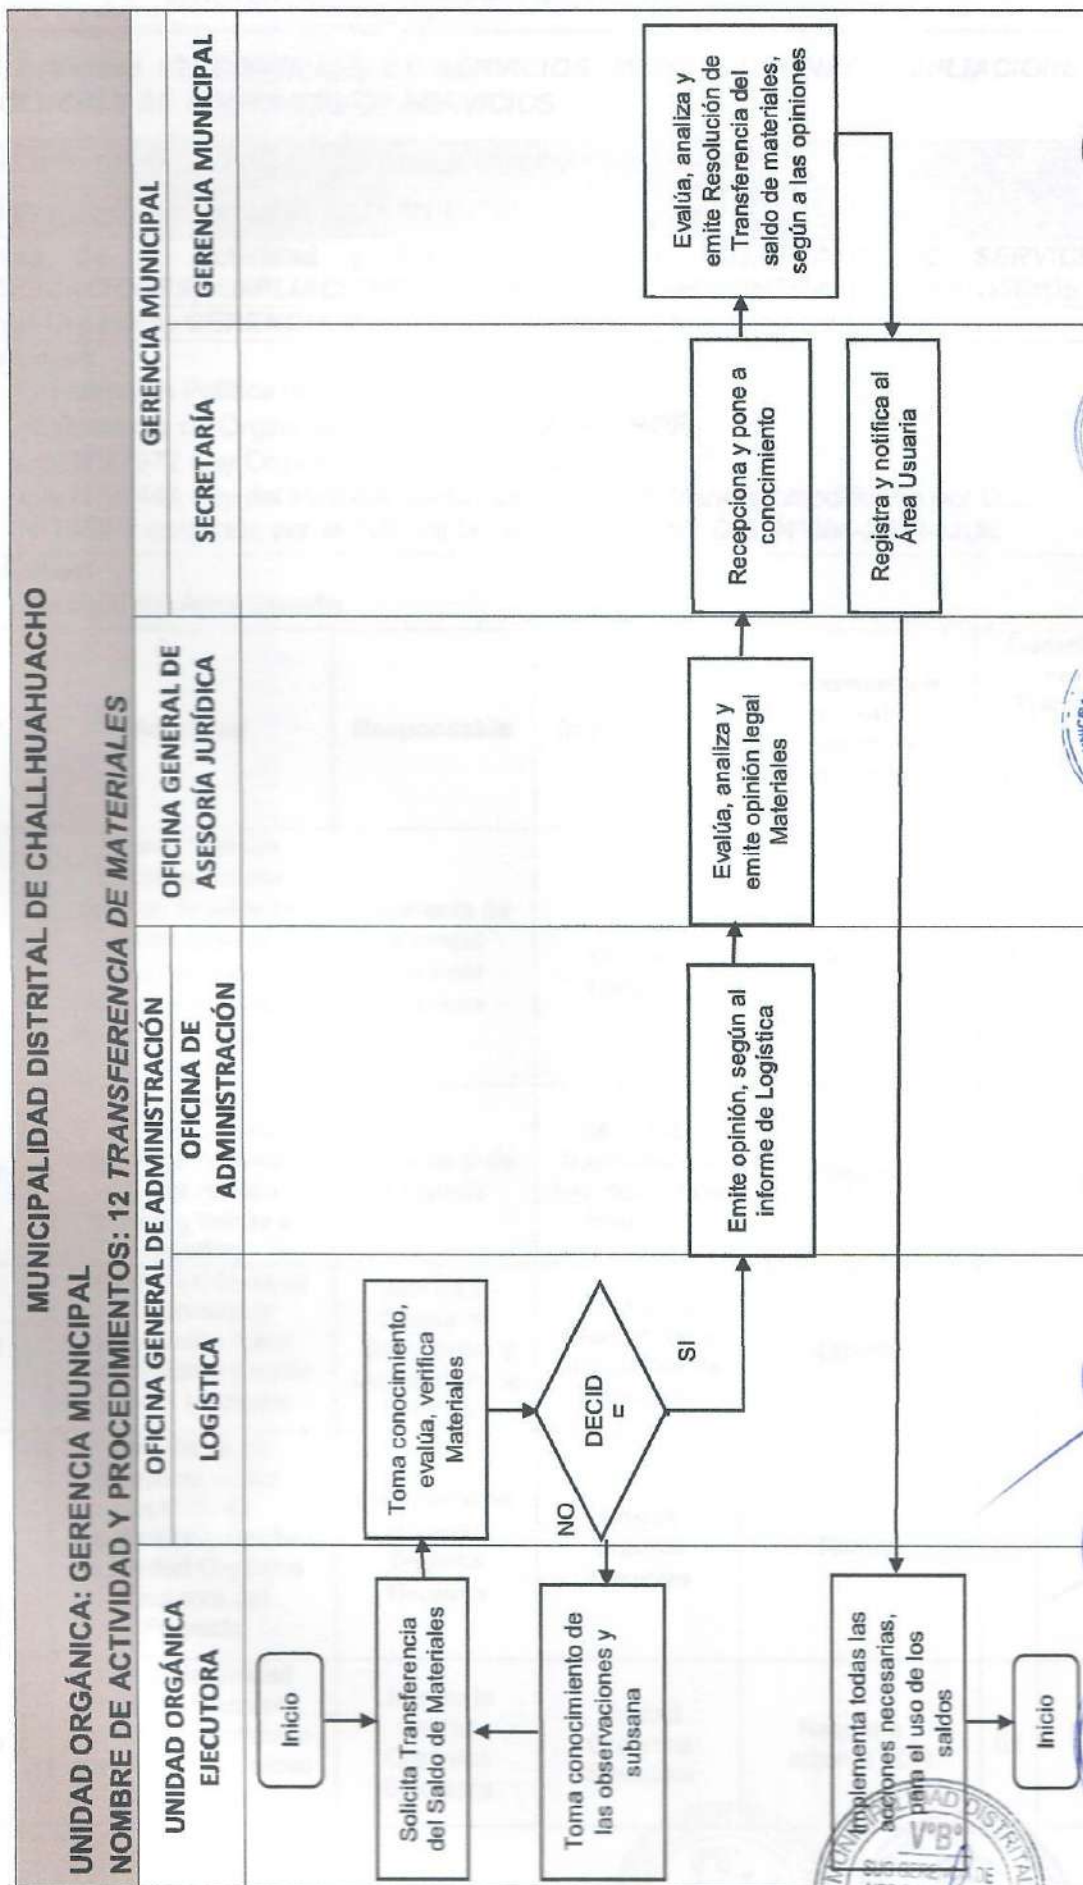 MUNICIPALIDAD DISTRITAL DE CHALLHUAHUACHO
UNIDAD ORGÁNICA: GERENCIA MUNICIPAL
NOMBRE DE ACTIVIDAD Y PROCEDIMIENTOS: 12 TRANSFERENCIA DE MATERIALES
UNIDAD ORGÁNICA
EJECUTORA
OFICINA GENERAL DE ADMINISTRACIÓN
LOGÍSTICA
OFICINA DE
ADMINISTRACIÓN
OFICINA GENERAL DE
ASESORÍA JURÍDICA
GERENCIA MUNICIPAL
SECRETARÍA
GERENCIA MUNICIPAL
Inicio
Solicita Transferencia
del Saldo de Materiales
Toma conocimiento,
evalúa, verifica
Materiales
DECID
=
NO
SI
Toma conocimiento de
las observaciones y
subsana
Emite opinión, según al
informe de Logística
Evalúa, analiza y
emite opinión legal
Materiales
Recepciona y pone a
conocimiento
Evalúa, analiza y
emite Resolución de
Transferencia del
saldo de materiales,
según a las opiniones
Registra y notifica al
Área Usuaria
Implementa todas las
acciones necesarias,
para el uso de los
saldos
Inicio
V°B°